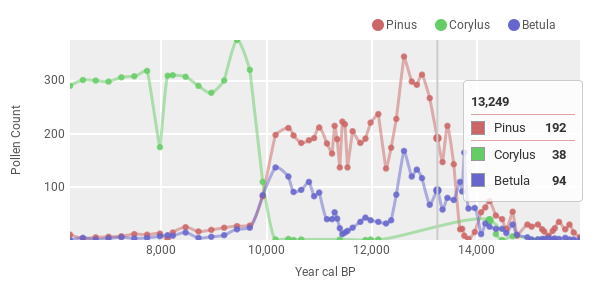 Pinus Corylus Betula
300
200
100
Pollen Count
13,249
Pinus 192
Corylus 38
Betula 94
8,000 10,000 12,000 14,000
Year cal BP